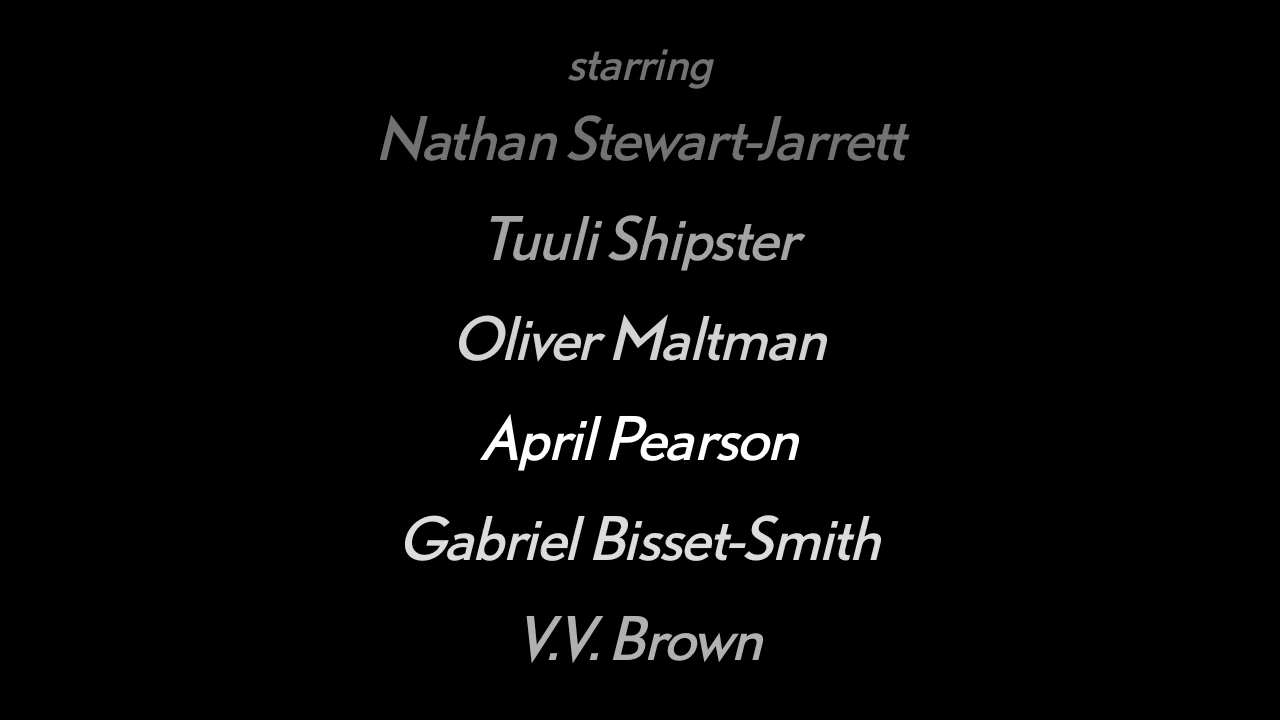 starring
Nathan Stewart-Jarrett
Tuuli Shipster
Oliver Maltman
April Pearson
Gabriel Bisset-Smith
V.V. Brown